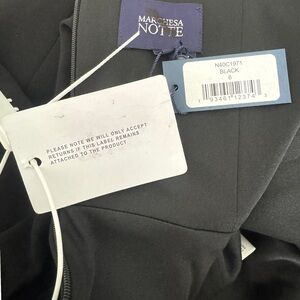 MARCHESA
NOTTE
N40C1971
BLACK
6
PLEASE NOTE WE WILL ONLY ACCEPT
RETURNS IF THIS LABEL REMAINS
ATTACHED TO THE PRODUCT